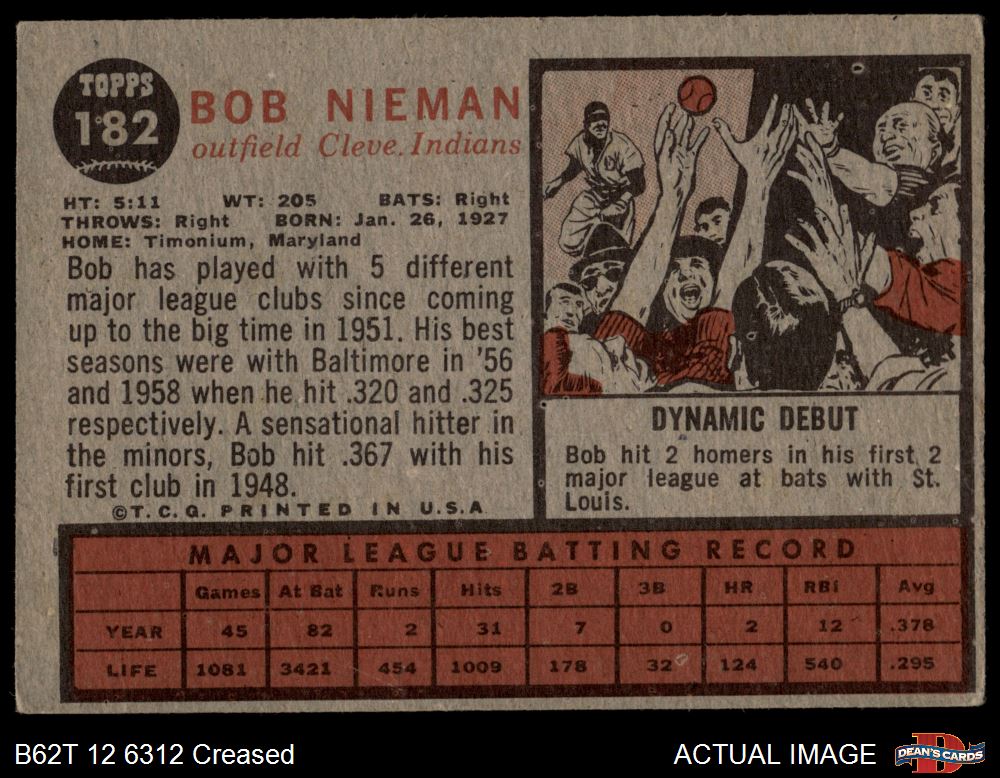 TOPPS
182
BOB NIEMAN
outfield Cleve. Indians
HT: 5:11 WT: 205 BATS: Right
THROWS: Right BORN: Jan. 26, 1927
HOME: Timonium, Maryland
Bob has played with 5 different
major league clubs since coming
up to the big time in 1951. His best
seasons were with Baltimore in '56
and 1958 when he hit .320 and .325
respectively. A sensational hitter in
the minors, Bob hit .367 with his
first club in 1948.
©T.C.G. PRINTED IN U.S.A
DYNAMIC DEBUT
Bob hit 2 homers in his first 2
major league at bats with St.
Louis.
MAJOR LEAGUE BATTING RECORD
Games At Bat Runs Hits 2B 3B HR RBI Avg
YEAR 45 82 2 31 7 0 2 12 .378
LIFE 1081 3421 454 1009 178 32 124 540 .295
B62T 12 6312 Creased
ACTUAL IMAGE
DEAN'S CARDS